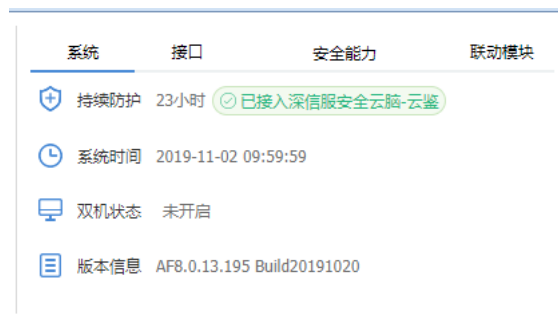 系统 接口 安全能力 联动模块
持续防护 23小时 已接入深信服安全云脑-云鉴
系统时间 2019-11-02 09:59:59
双机状态 未开启
版本信息 AF8.0.13.195 Build20191020